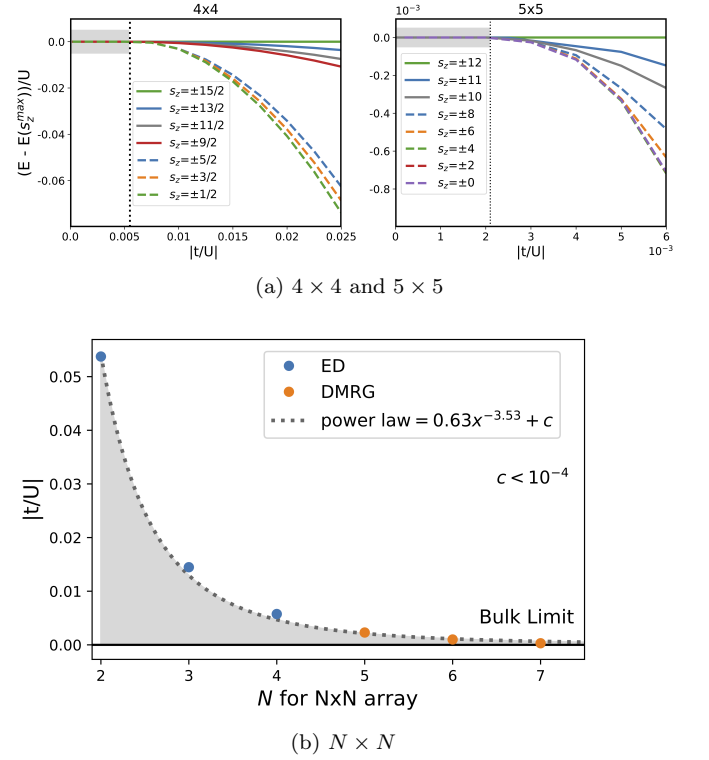 4x4
5x5
10⁻³
(E - E(s_z^max))/U
0.0
-0.02
-0.04
-0.06
s_z=±15/2
s_z=±13/2
s_z=±11/2
s_z=±9/2
s_z=±5/2
s_z=±3/2
s_z=±1/2
0.0 0.005 0.01 0.015 0.02 0.025
|t/U|
0.0
-0.2
-0.4
-0.6
-0.8
s_z=±12
s_z=±11
s_z=±10
s_z=±8
s_z=±6
s_z=±4
s_z=±2
s_z=±0
0 1 2 3 4 5 6
|t/U|
10⁻³
(a) 4 × 4 and 5 × 5
|t/U|
0.05
0.04
0.03
0.02
0.01
0.00
ED
DMRG
power law = 0.63x^−3.53 + c
c < 10⁻⁴
Bulk Limit
2 3 4 5 6 7
N for NxN array
(b) N × N